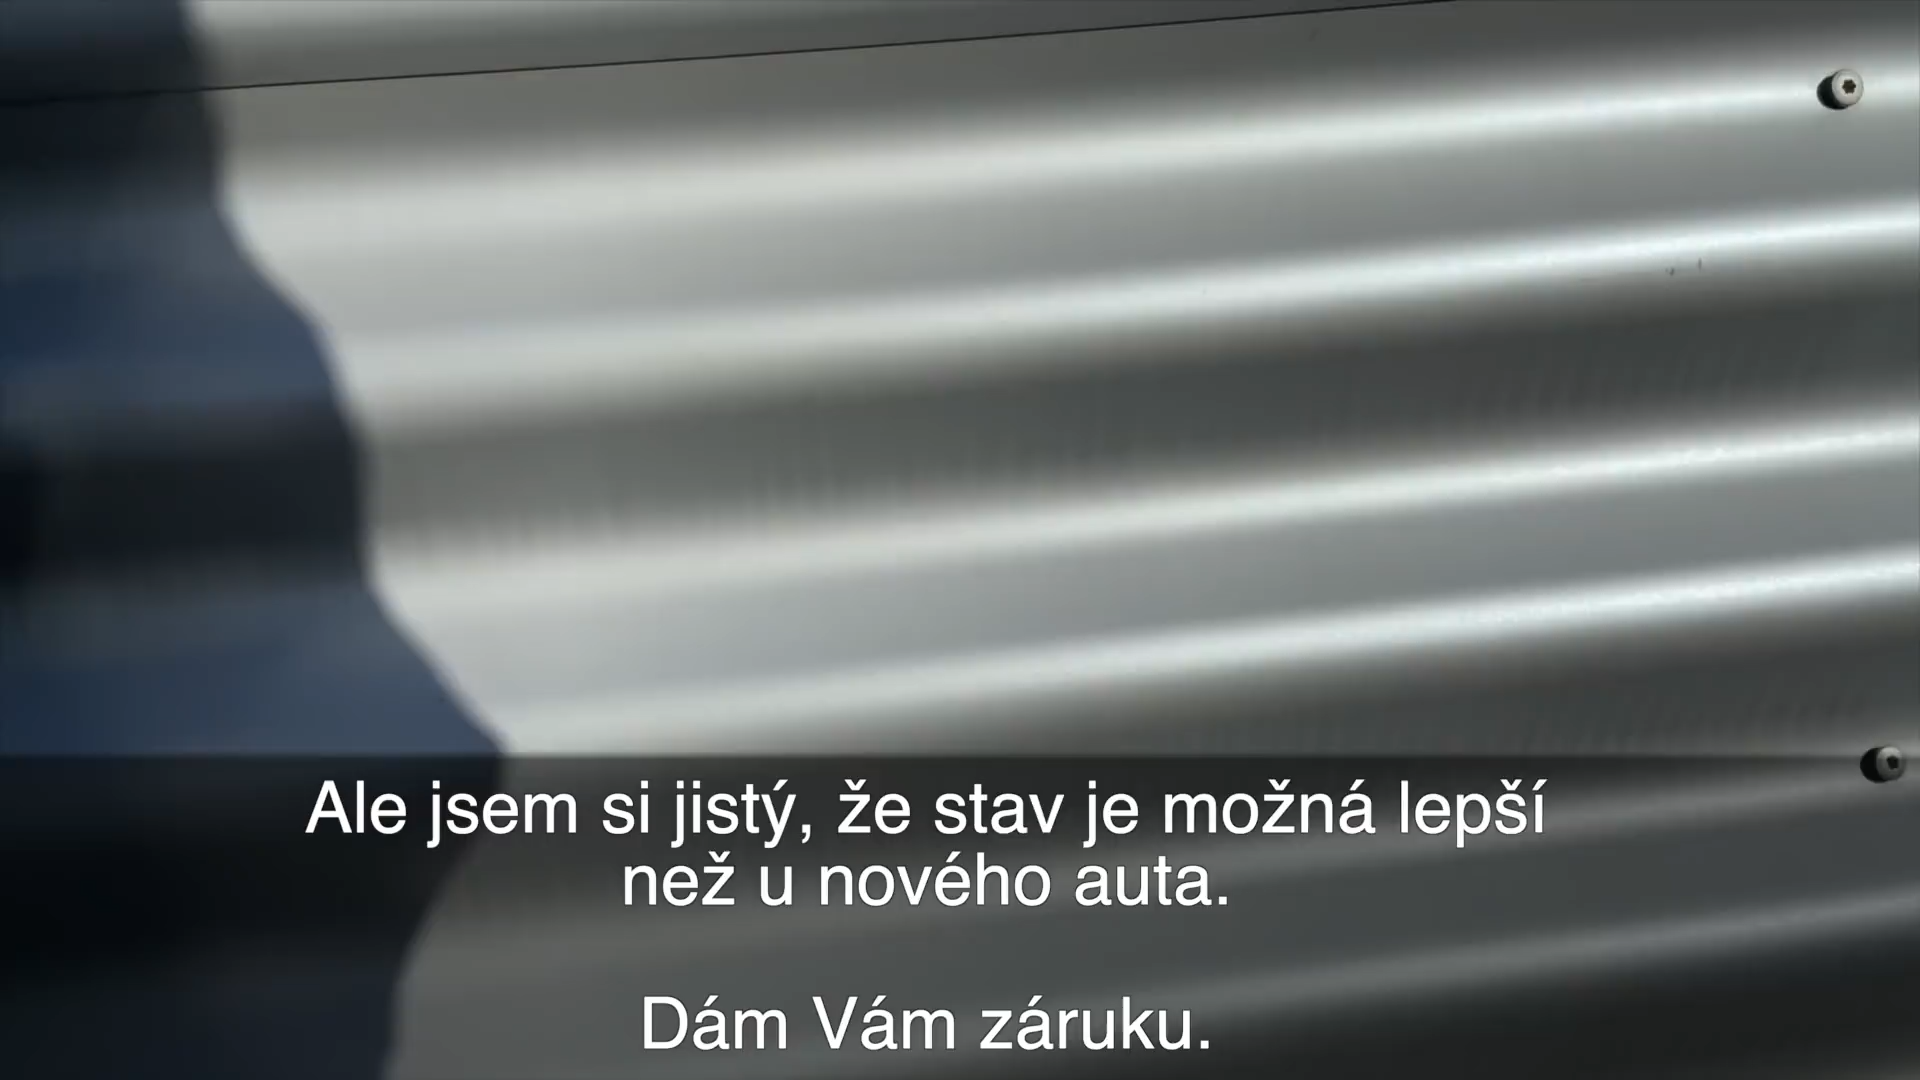 Ale jsem si jistý, že stav je možná lepší
než u nového auta.
Dám Vám záruku.